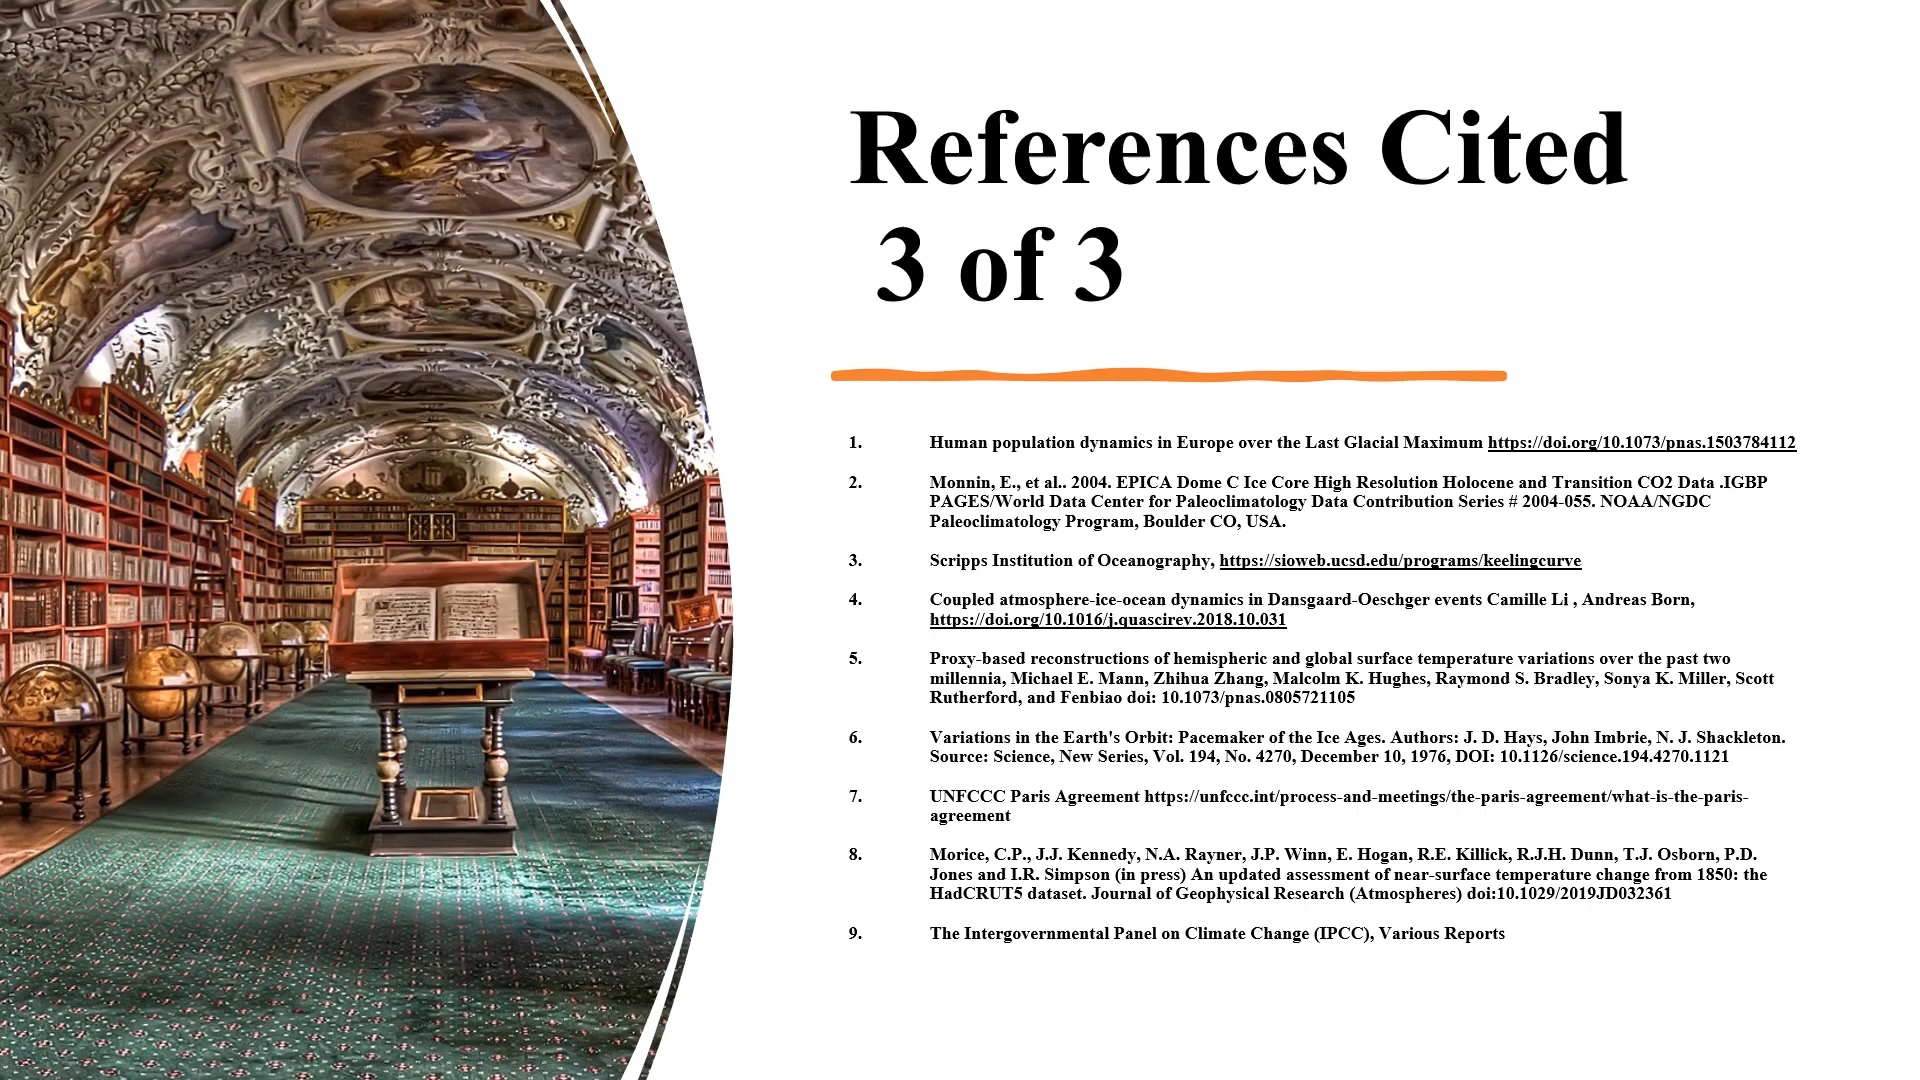 References Cited
3 of 3
1. Human population dynamics in Europe over the Last Glacial Maximum https://doi.org/10.1073/pnas.1503784112
2. Monnin, E., et al.. 2004. EPICA Dome C Ice Core High Resolution Holocene and Transition CO2 Data .IGBP
PAGES/World Data Center for Paleoclimatology Data Contribution Series # 2004-055. NOAA/NGDC
Paleoclimatology Program, Boulder CO, USA.
3. Scripps Institution of Oceanography, https://sioweb.ucsd.edu/programs/keelingcurve
4. Coupled atmosphere-ice-ocean dynamics in Dansgaard-Oeschger events Camille Li , Andreas Born,
https://doi.org/10.1016/j.quascirev.2018.10.031
5. Proxy-based reconstructions of hemispheric and global surface temperature variations over the past two
millennia, Michael E. Mann, Zhihua Zhang, Malcolm K. Hughes, Raymond S. Bradley, Sonya K. Miller, Scott
Rutherford, and Fenbiao doi: 10.1073/pnas.0805721105
6. Variations in the Earth's Orbit: Pacemaker of the Ice Ages. Authors: J. D. Hays, John Imbrie, N. J. Shackleton.
Source: Science, New Series, Vol. 194, No. 4270, December 10, 1976, DOI: 10.1126/science.194.4270.1121
7. UNFCCC Paris Agreement https://unfccc.int/process-and-meetings/the-paris-agreement/what-is-the-paris-
agreement
8. Morice, C.P., J.J. Kennedy, N.A. Rayner, J.P. Winn, E. Hogan, R.E. Killick, R.J.H. Dunn, T.J. Osborn, P.D.
Jones and I.R. Simpson (in press) An updated assessment of near-surface temperature change from 1850: the
HadCRUT5 dataset. Journal of Geophysical Research (Atmospheres) doi:10.1029/2019JD032361
9. The Intergovernmental Panel on Climate Change (IPCC), Various Reports